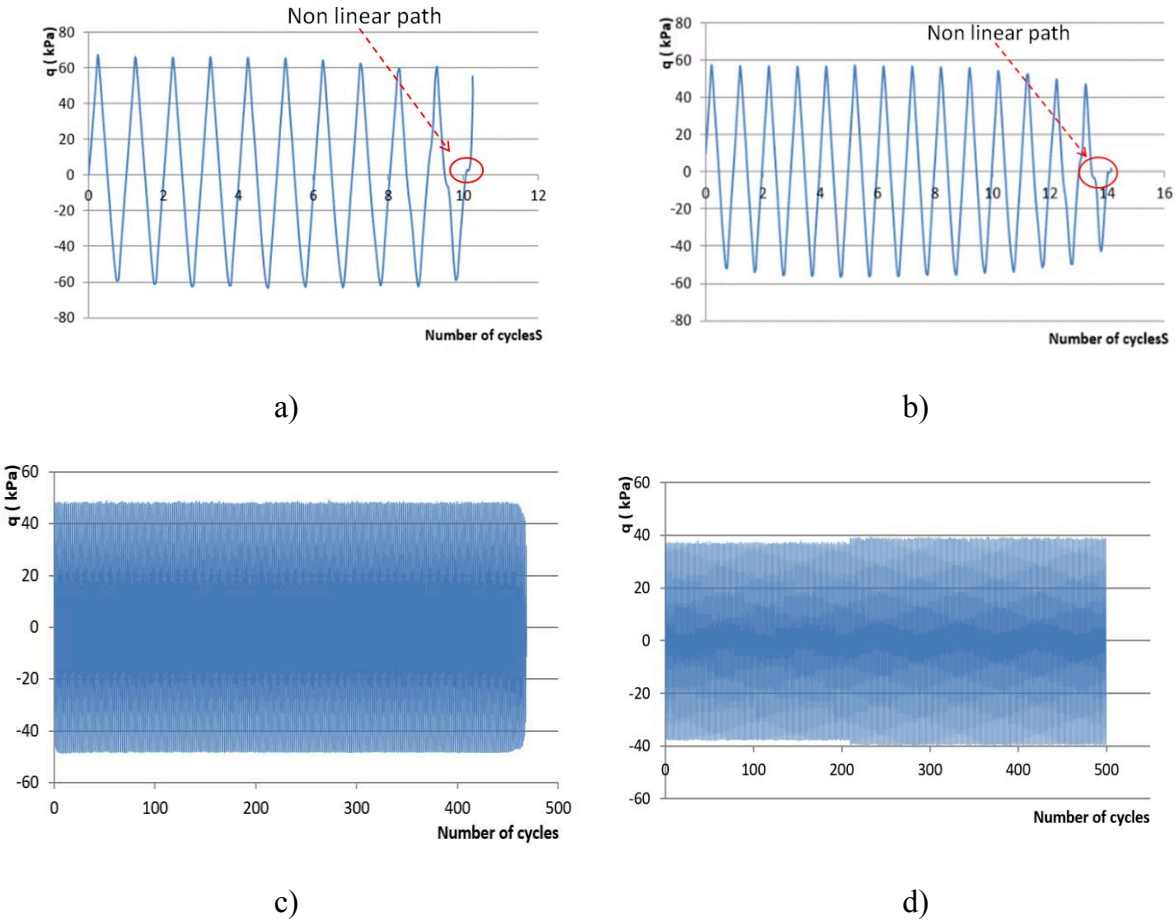 Non linear path
q ( kPa)
80
60
40
20
0
-20
-40
-60
-80
0 2 4 6 8 10 12
Number of cyclesS
a)
Non linear path
q ( kPa)
80
60
40
20
0
-20
-40
-60
-80
0 2 4 6 8 10 12 14 16
Number of cyclesS
b)
q ( kPa)
60
40
20
0
-20
-40
-60
0 100 200 300 400 500
Number of cycles
c)
q ( kPa)
60
40
20
0
-20
-40
-60
0 100 200 300 400 500
Number of cycles
d)